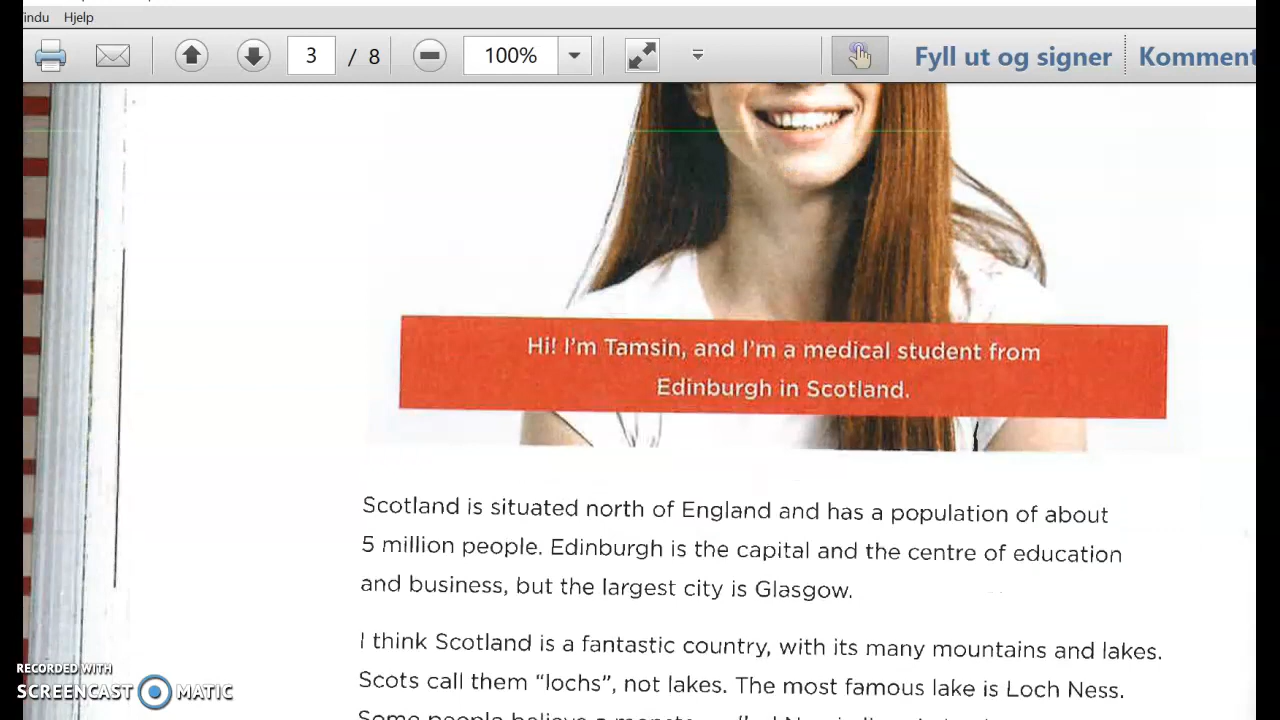 indu Hjelp
3 / 8 100% Fyll ut og signer Komment
Hi! I'm Tamsin, and I'm a medical student from
Edinburgh in Scotland.
Scotland is situated north of England and has a population of about
5 million people. Edinburgh is the capital and the centre of education
and business, but the largest city is Glasgow.
I think Scotland is a fantastic country, with its many mountains and lakes.
Scots call them “lochs”, not lakes. The most famous lake is Loch Ness.
Some people believe a
RECORDED WITH
SCREENCAST MATIC